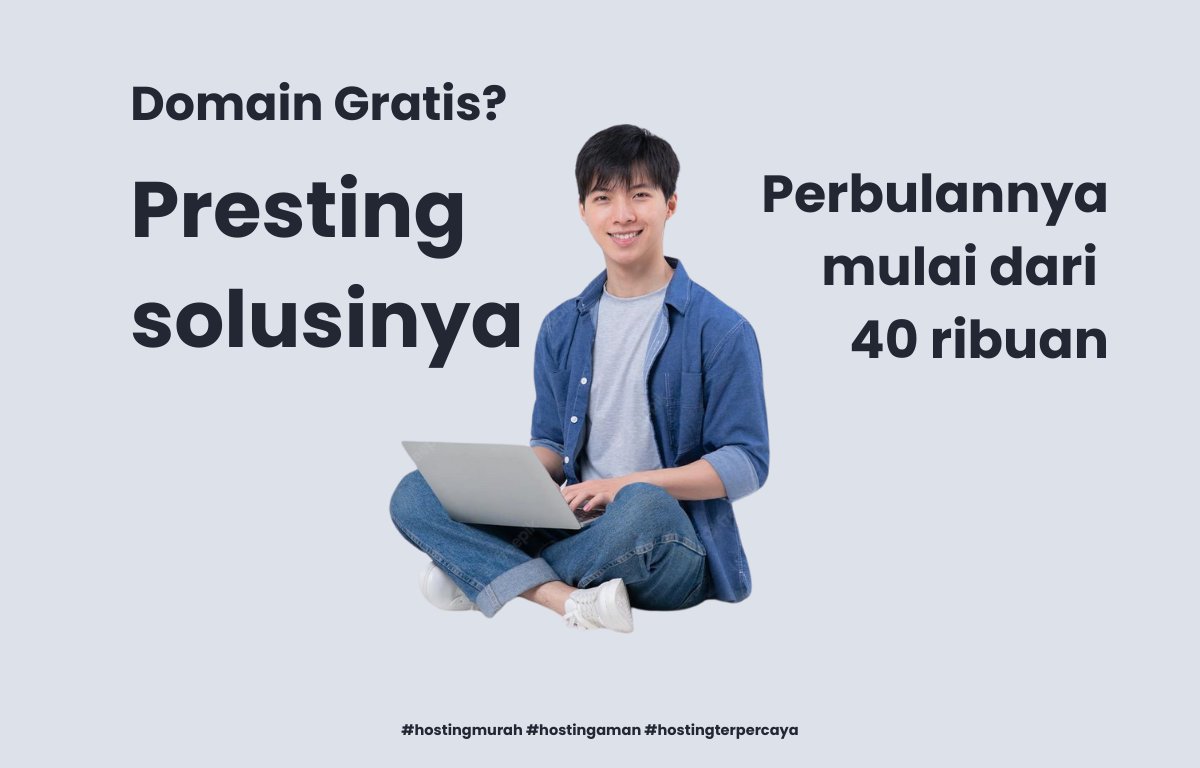 Domain Gratis?
Presting
solusinya
Perbulannya
mulai dari
40 ribuan
#hostingmurah #hostingaman #hostingterpercaya